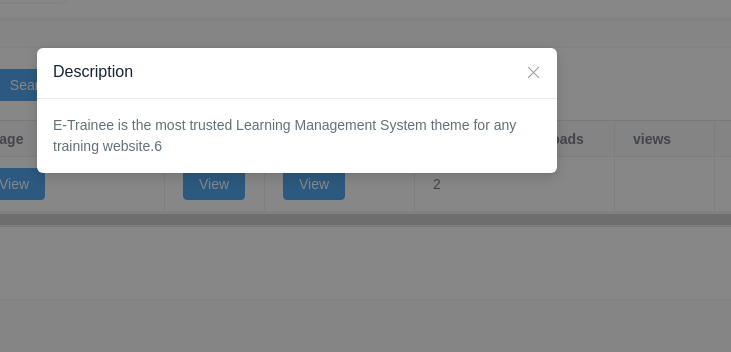 Description
E-Trainee is the most trusted Learning Management System theme for any
training website.6
Sear
age
oads
views
View
View
View
2